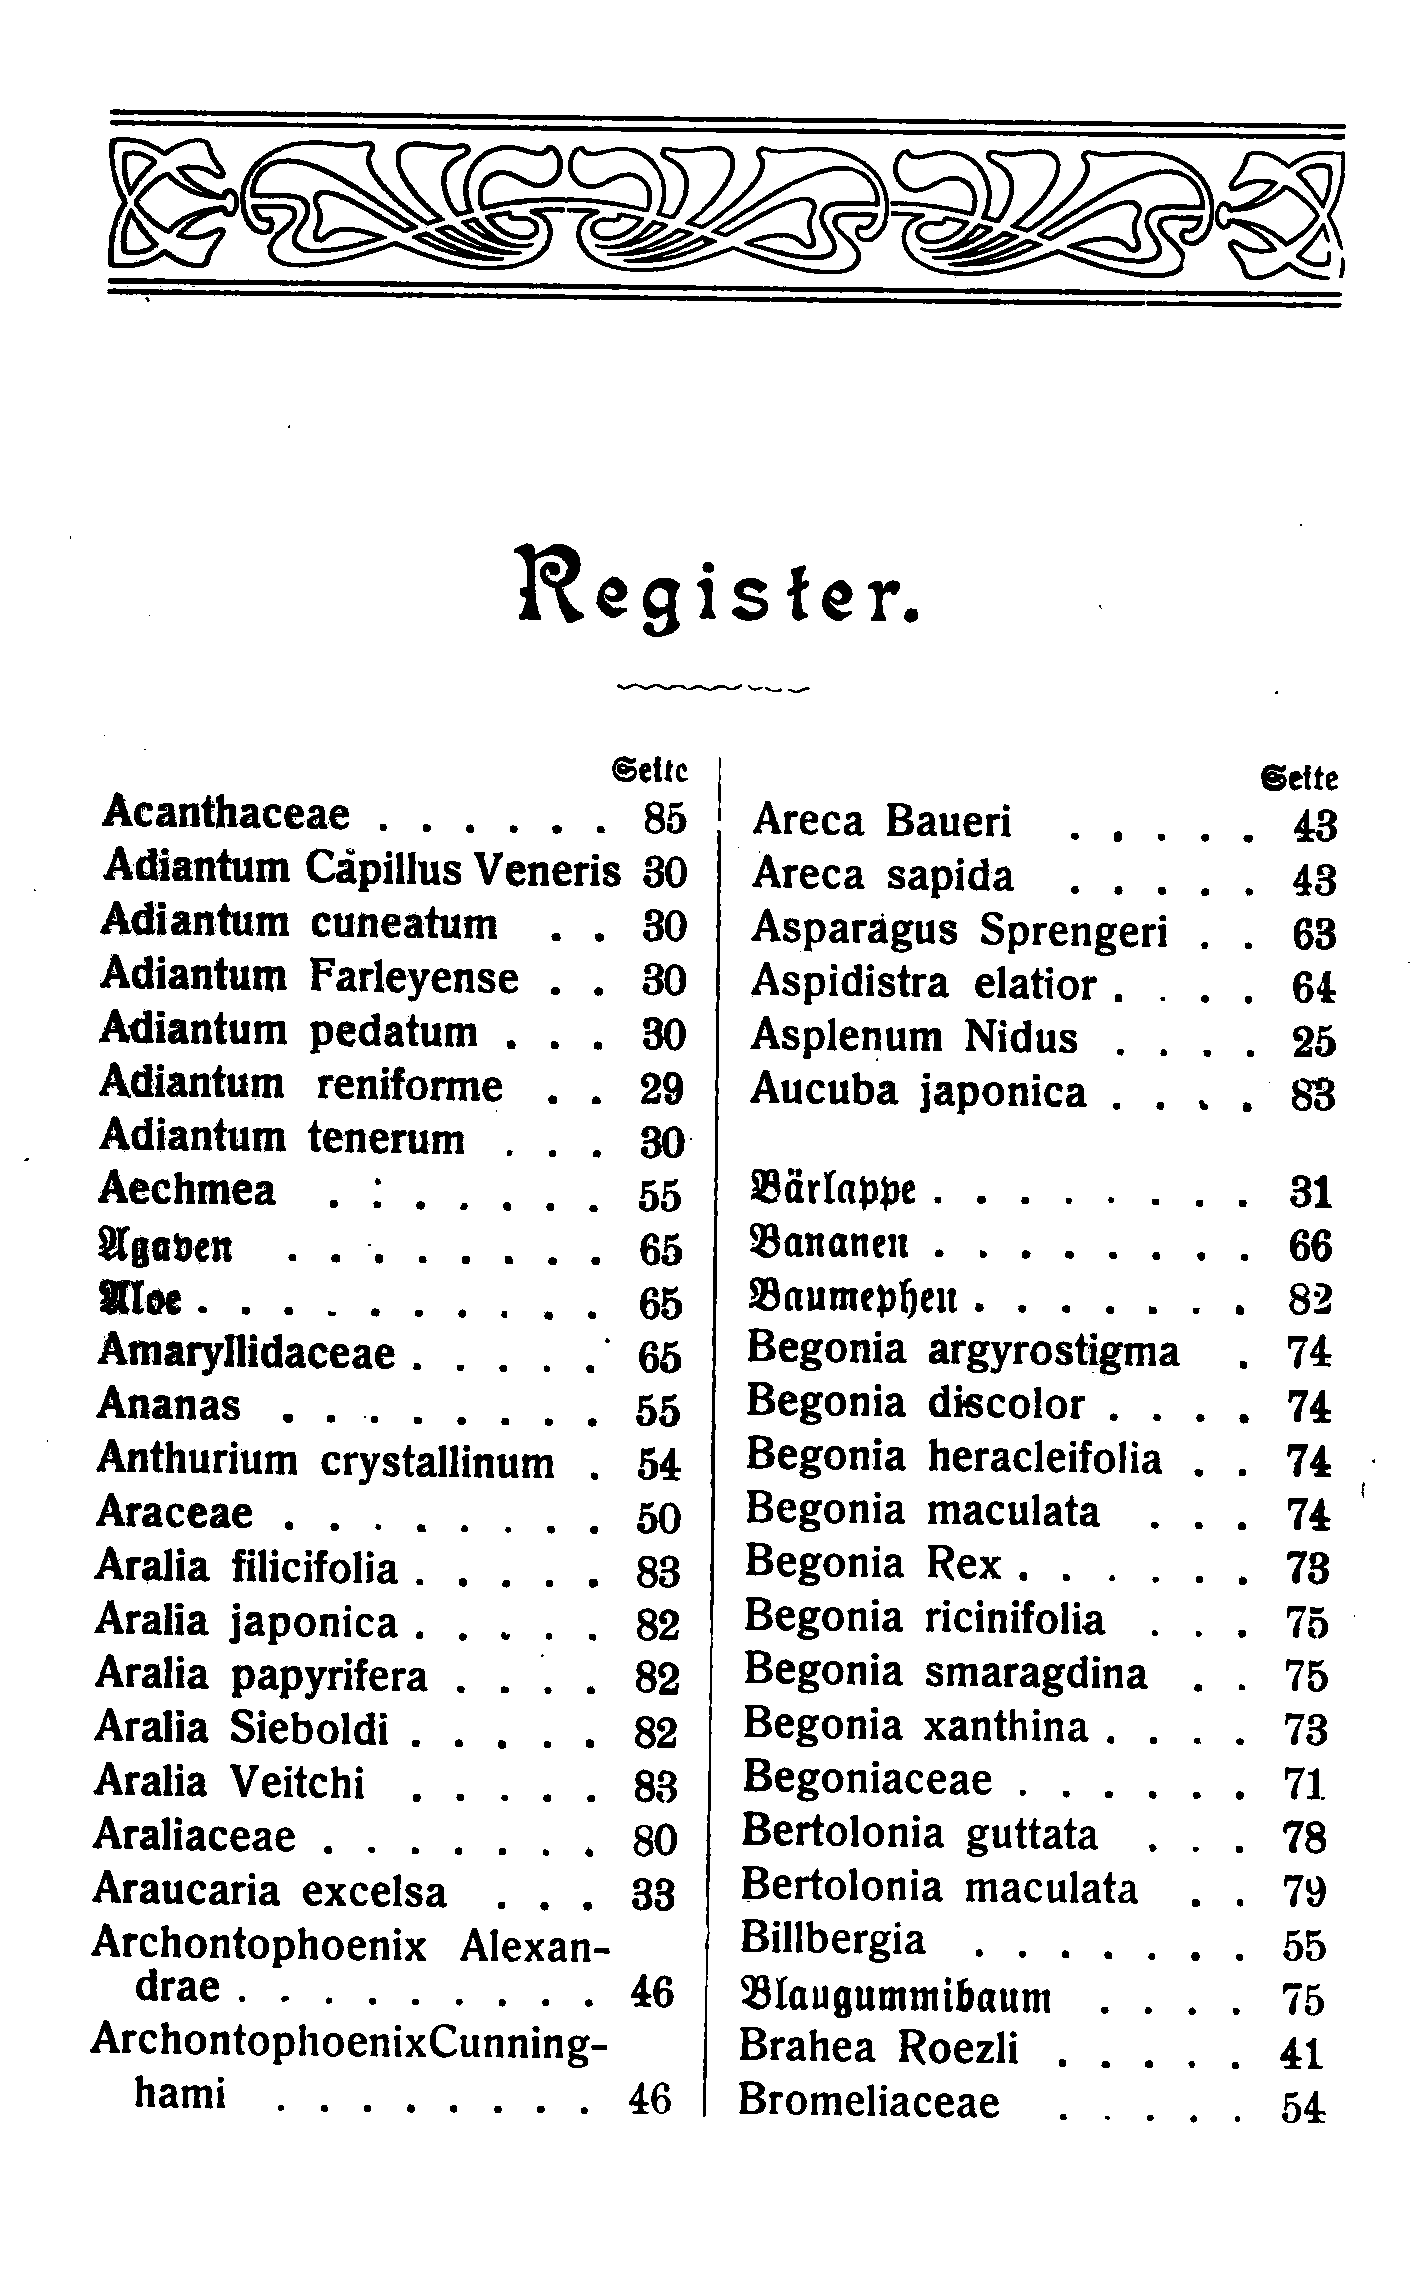 Register.
Seite
Acanthaceae . . . . . . 85
Adiantum Capillus Veneris 30
Adiantum cuneatum . . 30
Adiantum Farleyense . . 30
Adiantum pedatum . . . 30
Adiantum reniforme . . 29
Adiantum tenerum . . . 30
Aechmea . . . . . . . 55
Agaven . . . . . . . . 65
Aloe . . . . . . . . . . 65
Amaryllidaceae . . . . . 65
Ananas . . . . . . . . 55
Anthurium crystallinum . 54
Araceae . . . . . . . . 50
Aralia filicifolia . . . . . 83
Aralia japonica . . . . . 82
Aralia papyrifera . . . . 82
Aralia Sieboldi . . . . . 82
Aralia Veitchi . . . . . 83
Araliaceae . . . . . . . 80
Araucaria excelsa . . . 33
Archontophoenix Alexan-
drae . . . . . . . . . 46
ArchontophoenixCunning-
hami . . . . . . . . 46
Seite
Areca Baueri . . . . . 43
Areca sapida . . . . . 43
Asparagus Sprengeri . . 63
Aspidistra elatior . . . . 64
Asplenum Nidus . . . . 25
Aucuba japonica . . . . 83
Bärlappe . . . . . . . . 31
Bananen . . . . . . . . 66
Baumepheu . . . . . . . 82
Begonia argyrostigma . 74
Begonia discolor . . . . 74
Begonia heracleifolia . . 74
Begonia maculata . . . 74
Begonia Rex . . . . . . 73
Begonia ricinifolia . . . 75
Begonia smaragdina . . 75
Begonia xanthina . . . . 73
Begoniaceae . . . . . . 71
Bertolonia guttata . . . 78
Bertolonia maculata . . 79
Billbergia . . . . . . . 55
Blaugummibaum . . . . 75
Brahea Roezli . . . . . 41
Bromeliaceae . . . . . 54